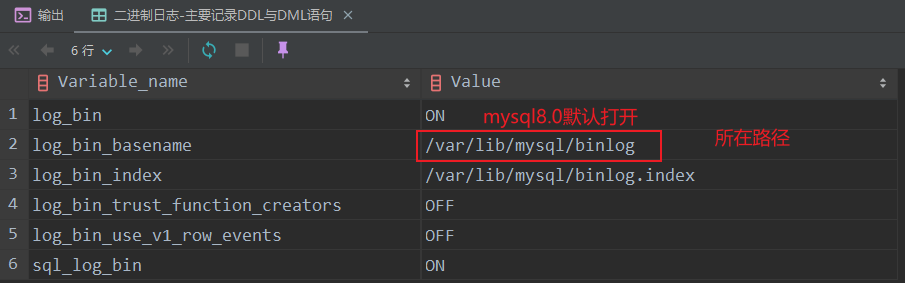 输出
二进制日志-主要记录DDL与DML语句
6 行
Variable_name Value
1 log_bin ON mysql8.0默认打开
2 log_bin_basename /var/lib/mysql/binlog 所在路径
3 log_bin_index /var/lib/mysql/binlog.index
4 log_bin_trust_function_creators OFF
5 log_bin_use_v1_row_events OFF
6 sql_log_bin ON